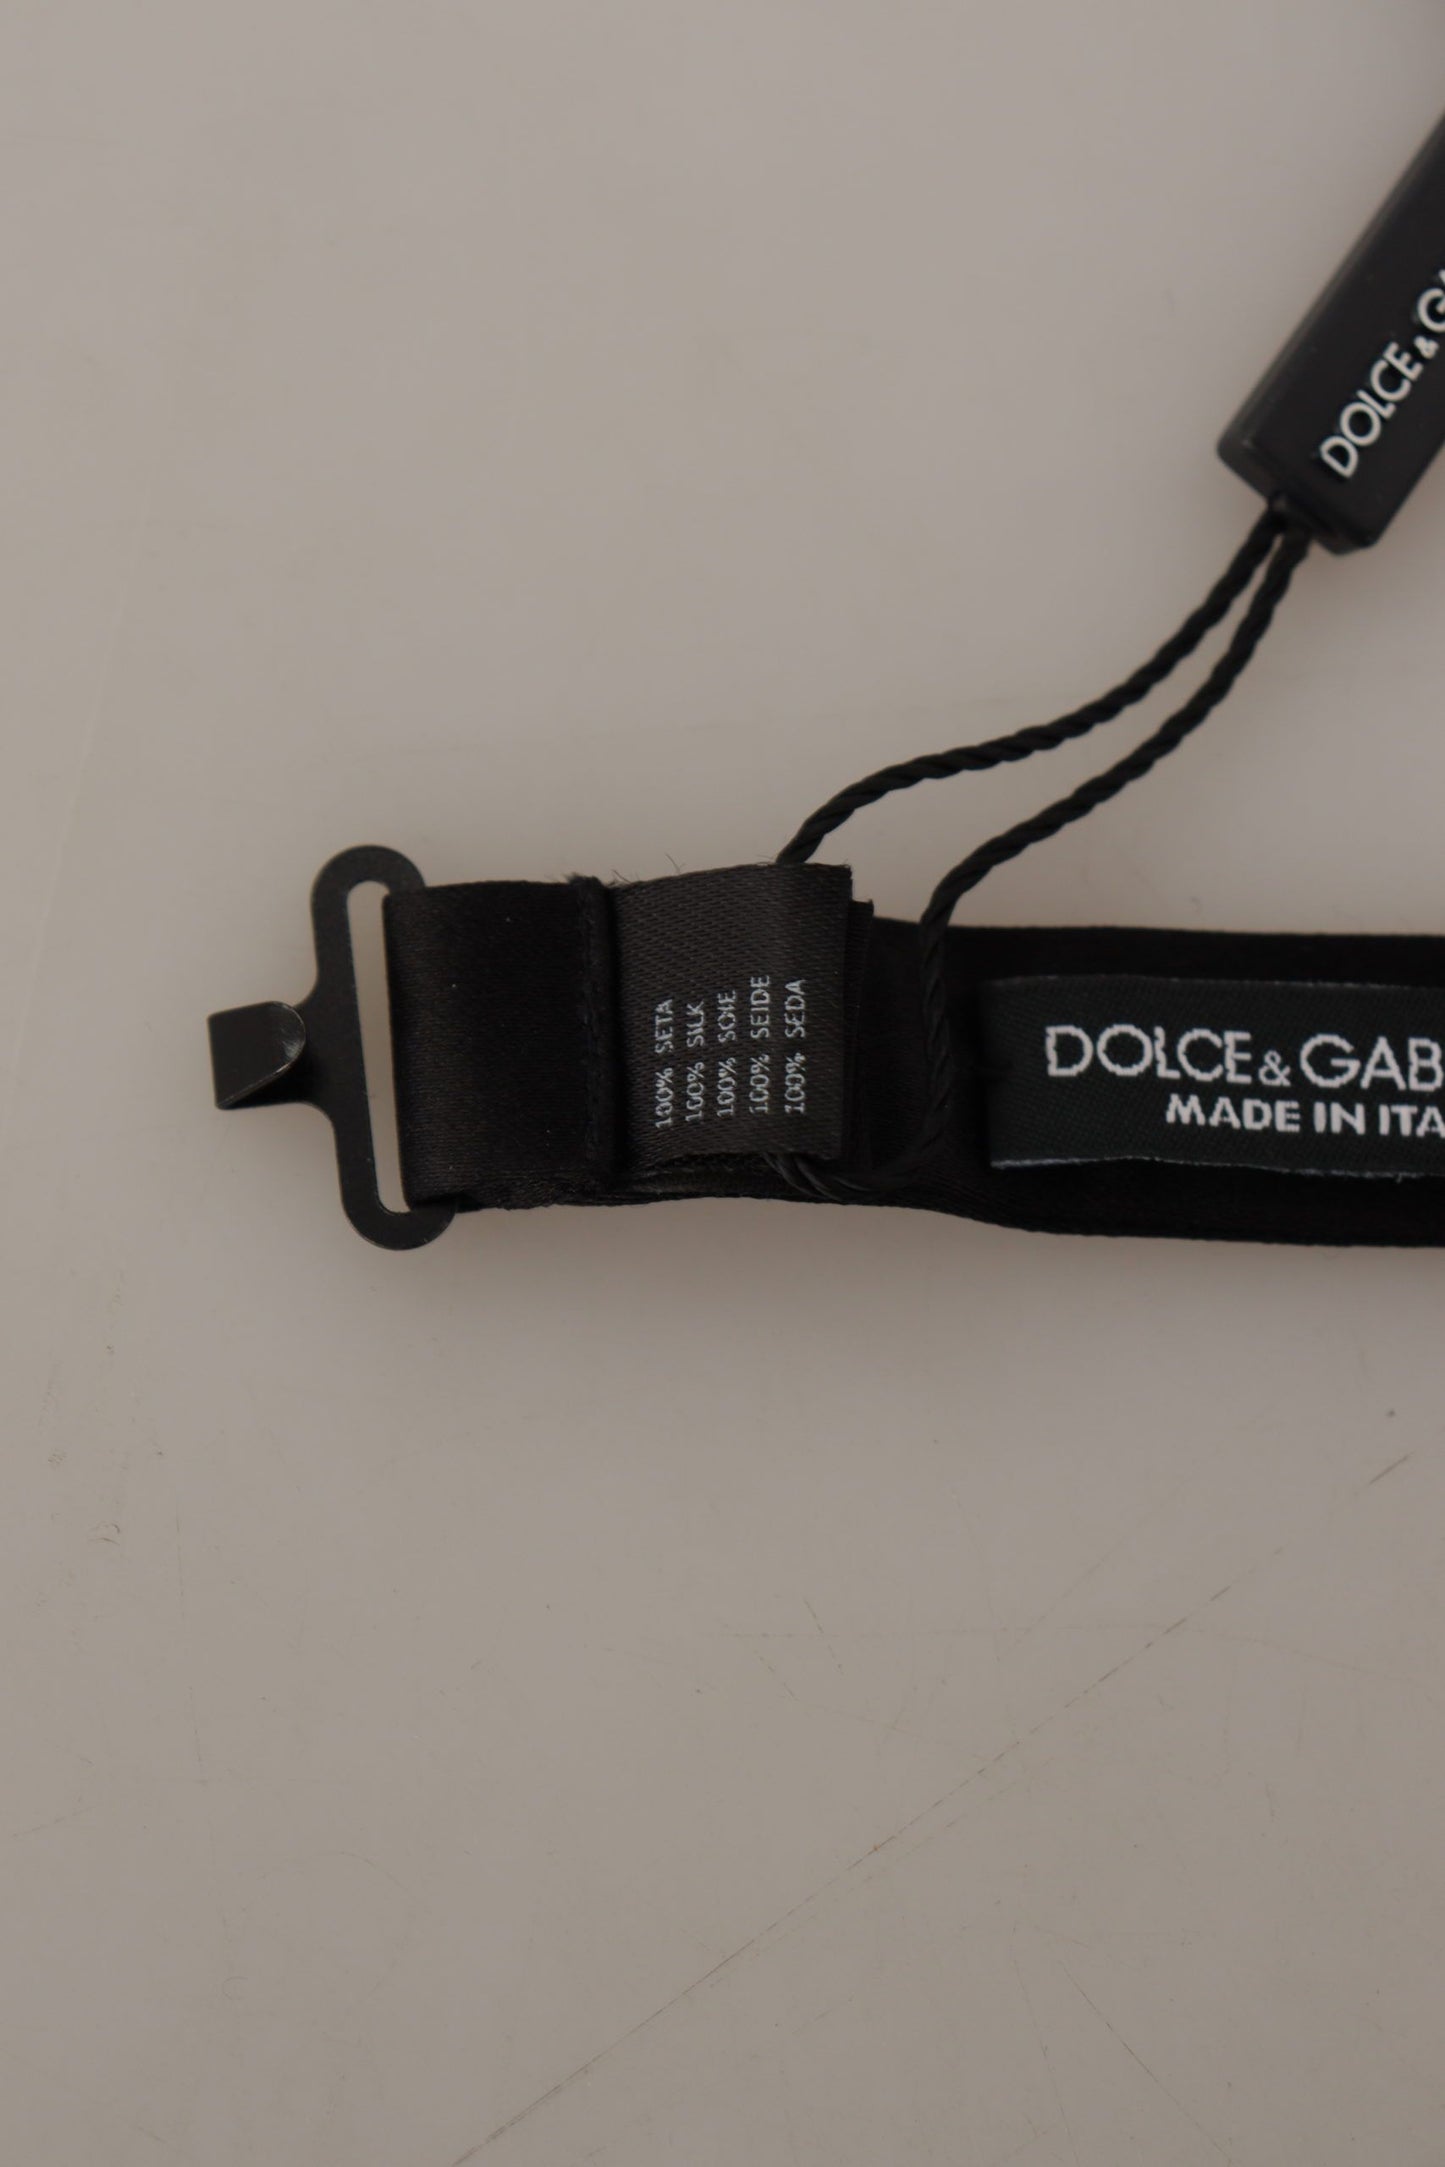 DOLCE & GA
100% SETA
100% SILK
100% SOIE
100% SEIDE
100% SEDA
DOLCE & GAB
MADE IN ITA